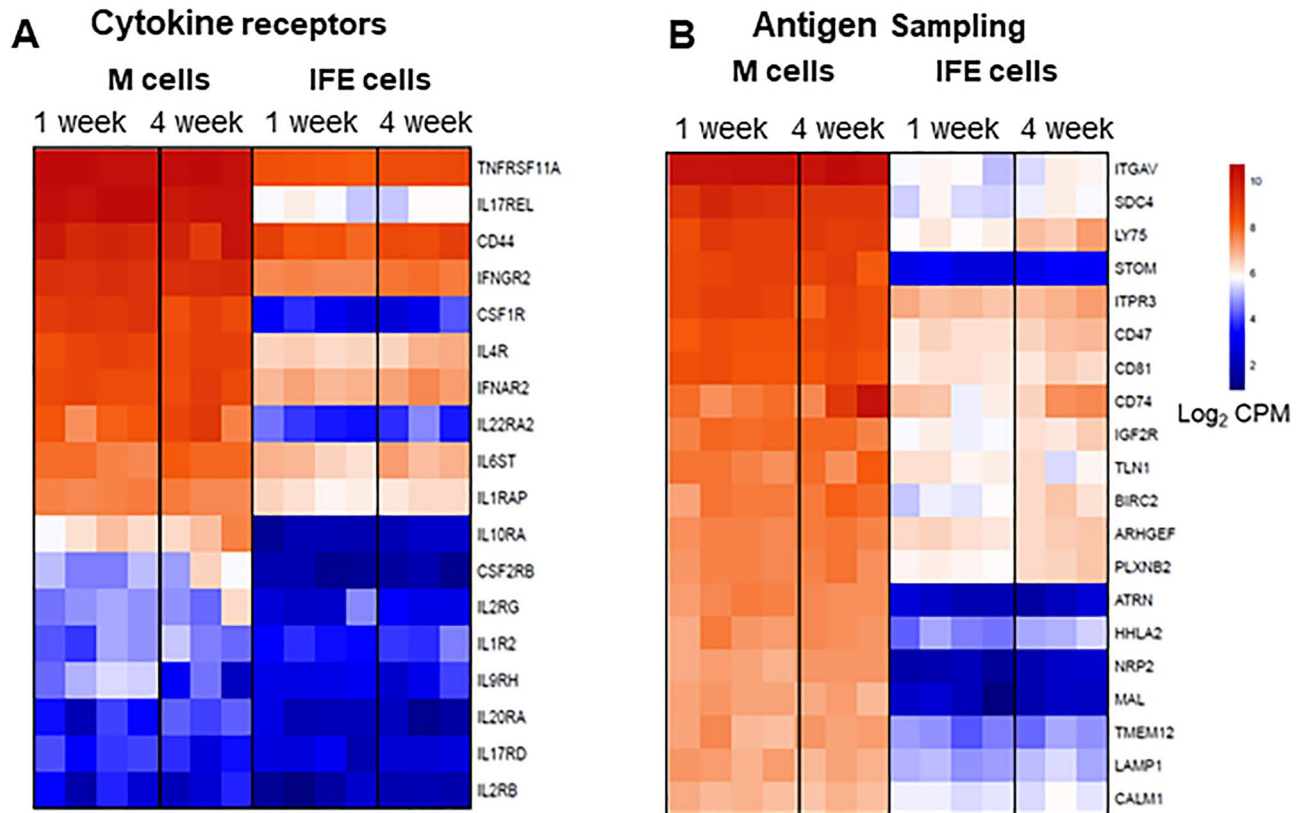 A Cytokine receptors
M cells IFE cells
1 week 4 week 1 week 4 week
TNFRSF11A
IL17REL
CD44
IFNGR2
CSF1R
IL4R
IFNAR2
IL22RA2
IL6ST
IL1RAP
IL10RA
CSF2RB
IL2RG
IL1R2
IL9RH
IL20RA
IL17RD
IL2RB
B Antigen Sampling
M cells IFE cells
1 week 4 week 1 week 4 week
ITGAV
SDC4
LY75
STOM
ITPR3
CD47
CD81
CD74
IGF2R
TLN1
BIRC2
ARHGEF
PLXNB2
ATRN
HHLA2
NRP2
MAL
TMEM12
LAMP1
CALM1
10
8
6
4
2
Log₂ CPM